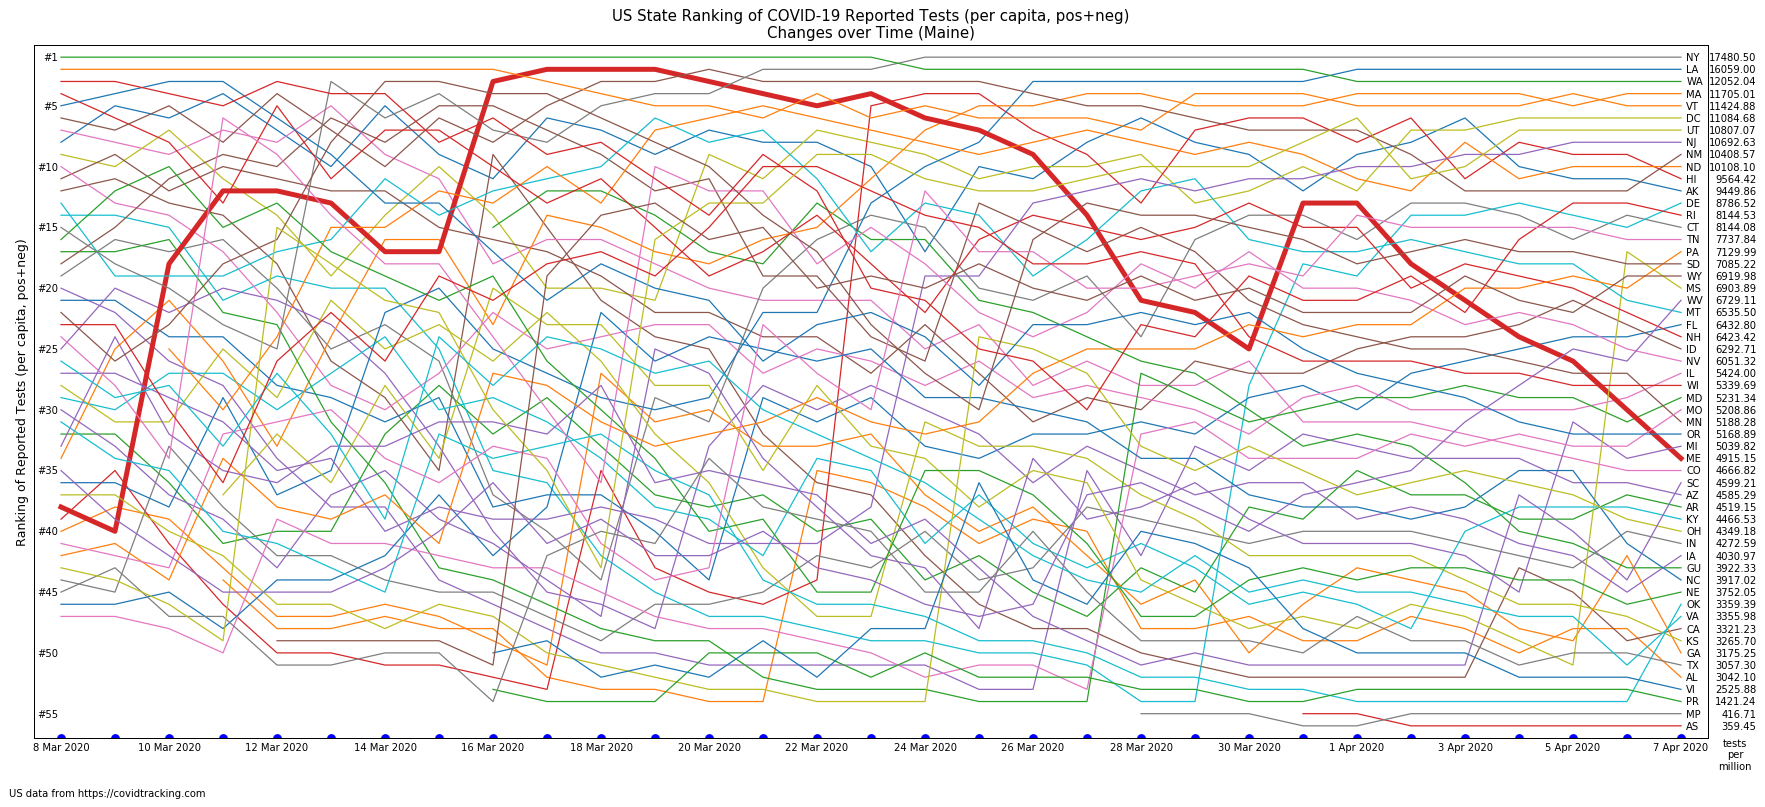 US State Ranking of COVID-19 Reported Tests (per capita, pos+neg)
Changes over Time (Maine)
Ranking of Reported Tests (per capita, pos+neg)
#1
#5
#10
#15
#20
#25
#30
#35
#40
#45
#50
#55
NY 17480.50
LA 16059.00
WA 12052.04
MA 11705.01
VT 11424.88
DC 11084.68
UT 10807.07
NJ 10692.63
NM 10408.57
ND 10108.10
HI 9564.42
AK 9449.86
DE 8786.52
RI 8144.53
CT 8144.08
TN 7737.84
PA 7129.99
SD 7085.22
WY 6919.98
MS 6903.89
WV 6729.11
MT 6535.50
FL 6432.80
NH 6423.42
ID 6292.71
NV 6051.32
IL 5424.00
WI 5339.69
MD 5231.34
MO 5208.86
MN 5188.28
OR 5168.89
MI 5039.82
ME 4915.15
CO 4666.82
SC 4599.21
AZ 4585.29
AR 4519.15
KY 4466.53
OH 4349.18
IN 4272.59
IA 4030.97
GU 3922.33
NC 3917.02
NE 3752.05
OK 3359.39
VA 3355.98
CA 3321.23
KS 3265.70
GA 3175.25
TX 3057.30
AL 3042.10
VI 2525.88
PR 1421.24
MP 416.71
AS 359.45
8 Mar 2020 10 Mar 2020 12 Mar 2020 14 Mar 2020 16 Mar 2020 18 Mar 2020 20 Mar 2020 22 Mar 2020 24 Mar 2020 26 Mar 2020 28 Mar 2020 30 Mar 2020 1 Apr 2020 3 Apr 2020 5 Apr 2020 7 Apr 2020
tests
per
million
US data from https://covidtracking.com